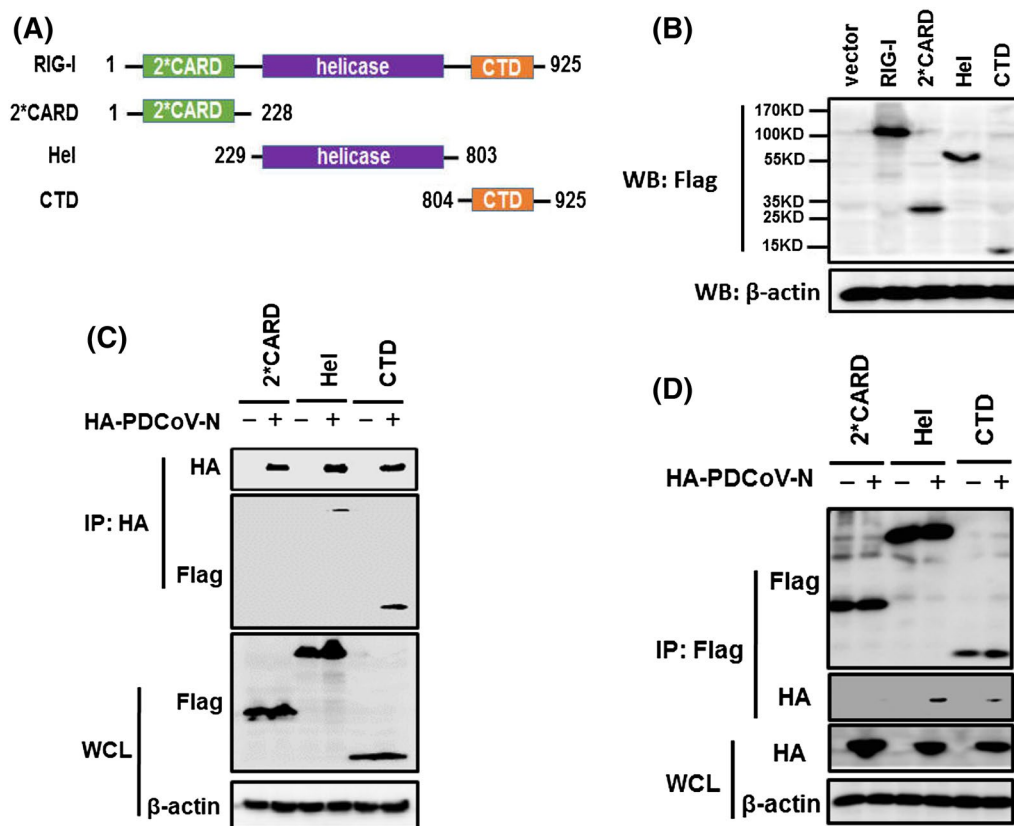 (A)
RIG-I 1 2*CARD helicase CTD 925
2*CARD 1 2*CARD 228
Hel 229 helicase 803
CTD 804 CTD 925
(B)
vector RIG-I 2*CARD Hel CTD
170KD
100KD
55KD
WB: Flag
35KD
25KD
15KD
WB: β-actin
(C)
2*CARD Hel CTD
HA-PDCoV-N – + – + – +
HA
IP: HA
Flag
Flag
WCL
β-actin
(D)
2*CARD Hel CTD
HA-PDCoV-N – + – + – +
Flag
IP: Flag
HA
HA
WCL
β-actin